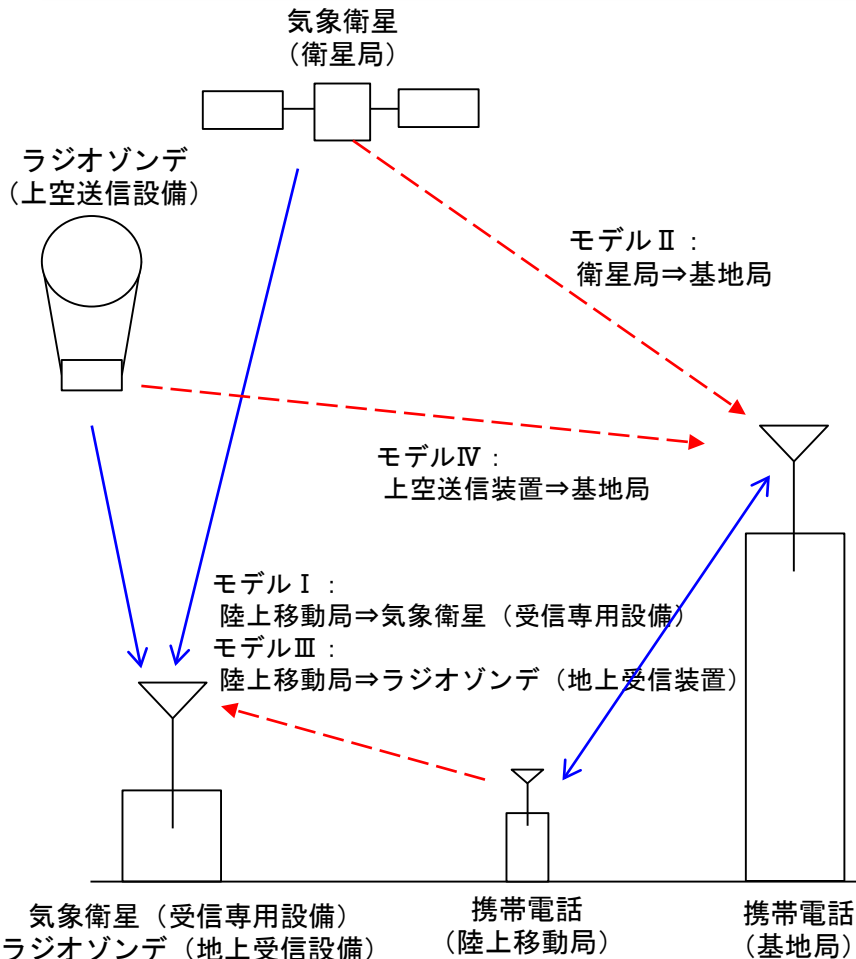 気象衛星
（衛星局）
ラジオゾンデ
（上空送信設備）
モデルⅡ：
衛星局⇒基地局
モデルⅣ：
上空送信装置⇒基地局
モデルⅠ：
陸上移動局⇒気象衛星（受信専用設備）
モデルⅢ：
陸上移動局⇒ラジオゾンデ（地上受信装置）
気象衛星（受信専用設備）
ラジオゾンデ（地上受信設備）
携帯電話
（陸上移動局）
携帯電話
（基地局）